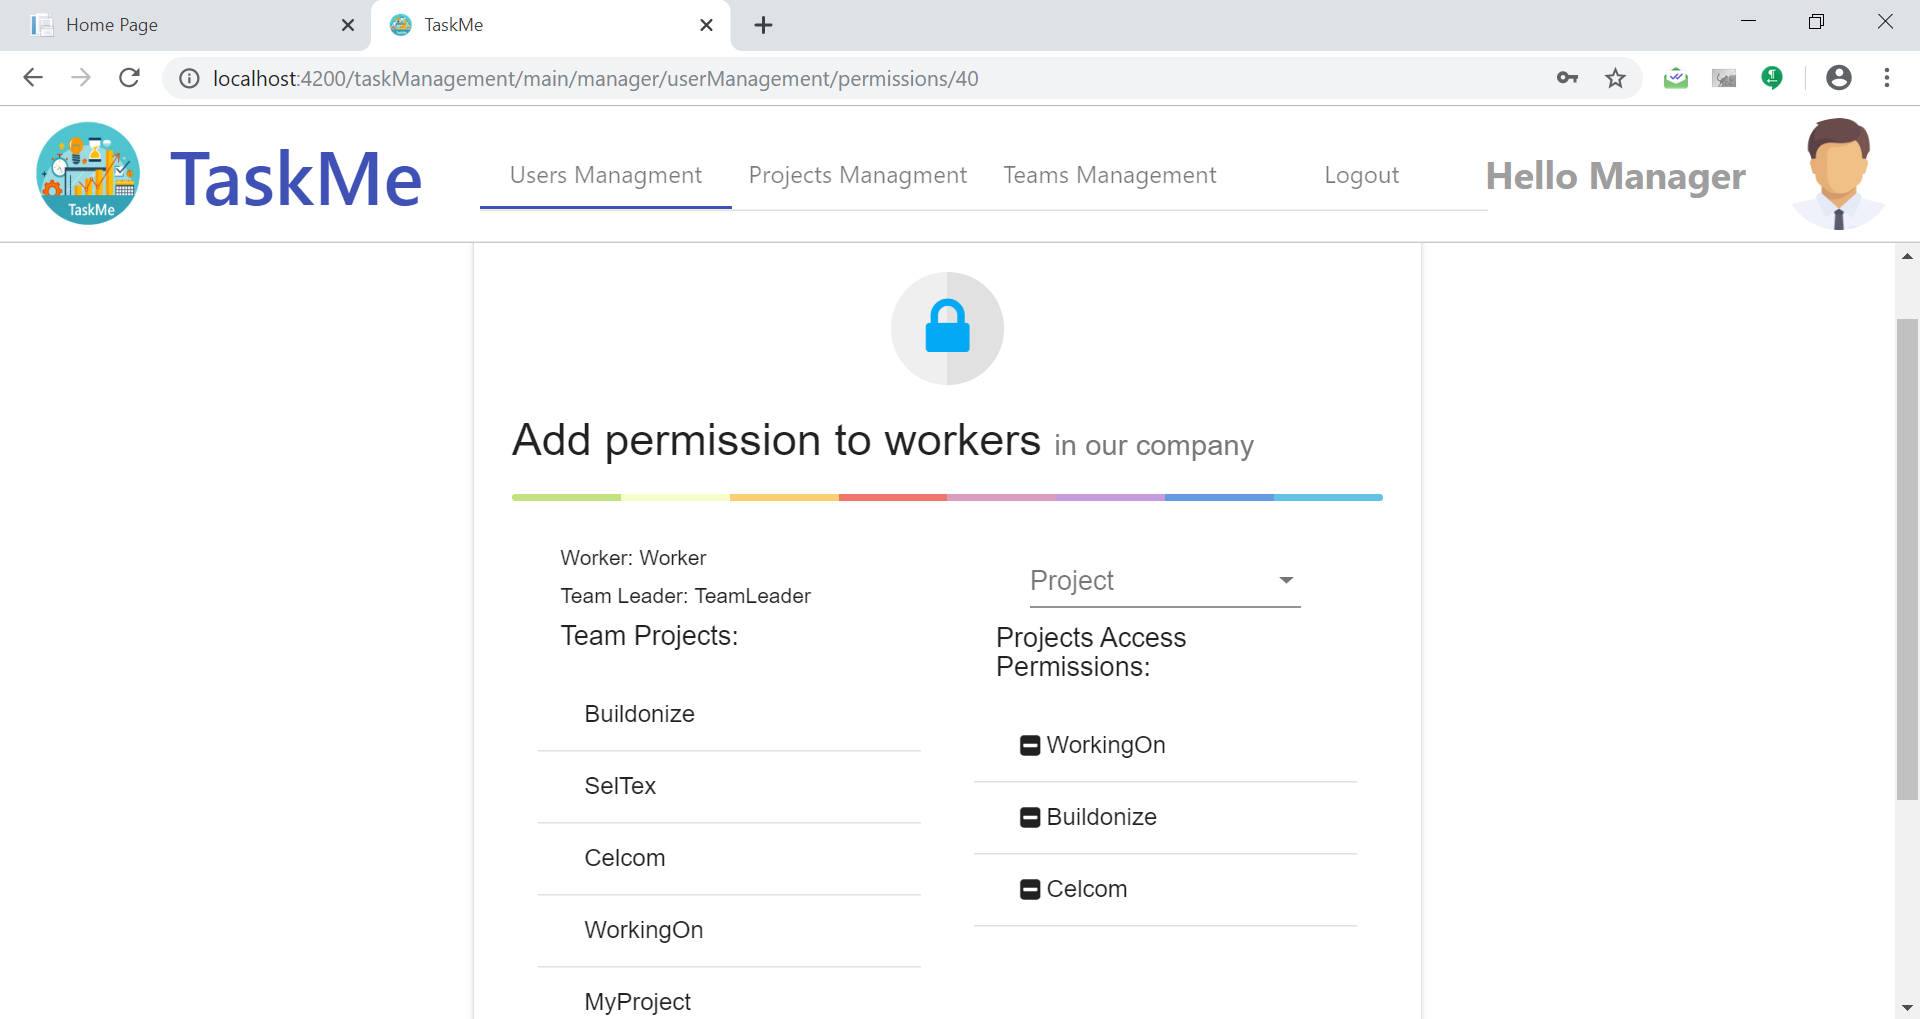 Home Page
TaskMe
localhost:4200/taskManagement/main/manager/userManagement/permissions/40
TaskMe
TaskMe
Users Managment
Projects Managment
Teams Management
Logout
Hello Manager
Add permission to workers in our company
Worker: Worker
Team Leader: TeamLeader
Team Projects:
Buildonize
SelTex
Celcom
WorkingOn
MyProject
Project
Projects Access
Permissions:
WorkingOn
Buildonize
Celcom